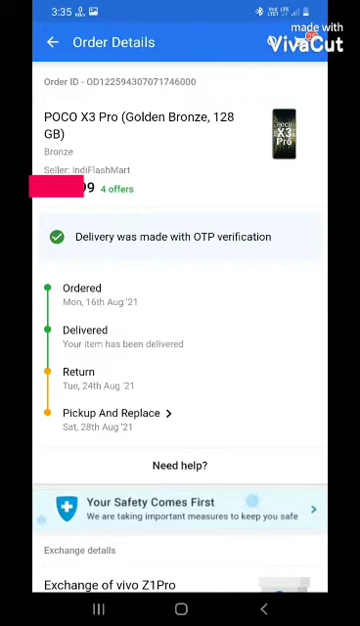 3:35
made with
VivaCut
Order Details
Order ID - OD122594307071746000
POCO X3 Pro (Golden Bronze, 128
GB)
POCO
X3
Pro
Bronze
Seller: IndiFlashMart
99 4 offers
Delivery was made with OTP verification
Ordered
Mon, 16th Aug '21
Delivered
Your item has been delivered
Return
Tue, 24th Aug '21
Pickup And Replace
Sat, 28th Aug '21
Need help?
Your Safety Comes First
We are taking important measures to keep you safe
Exchange details
Exchange of vivo Z1Pro